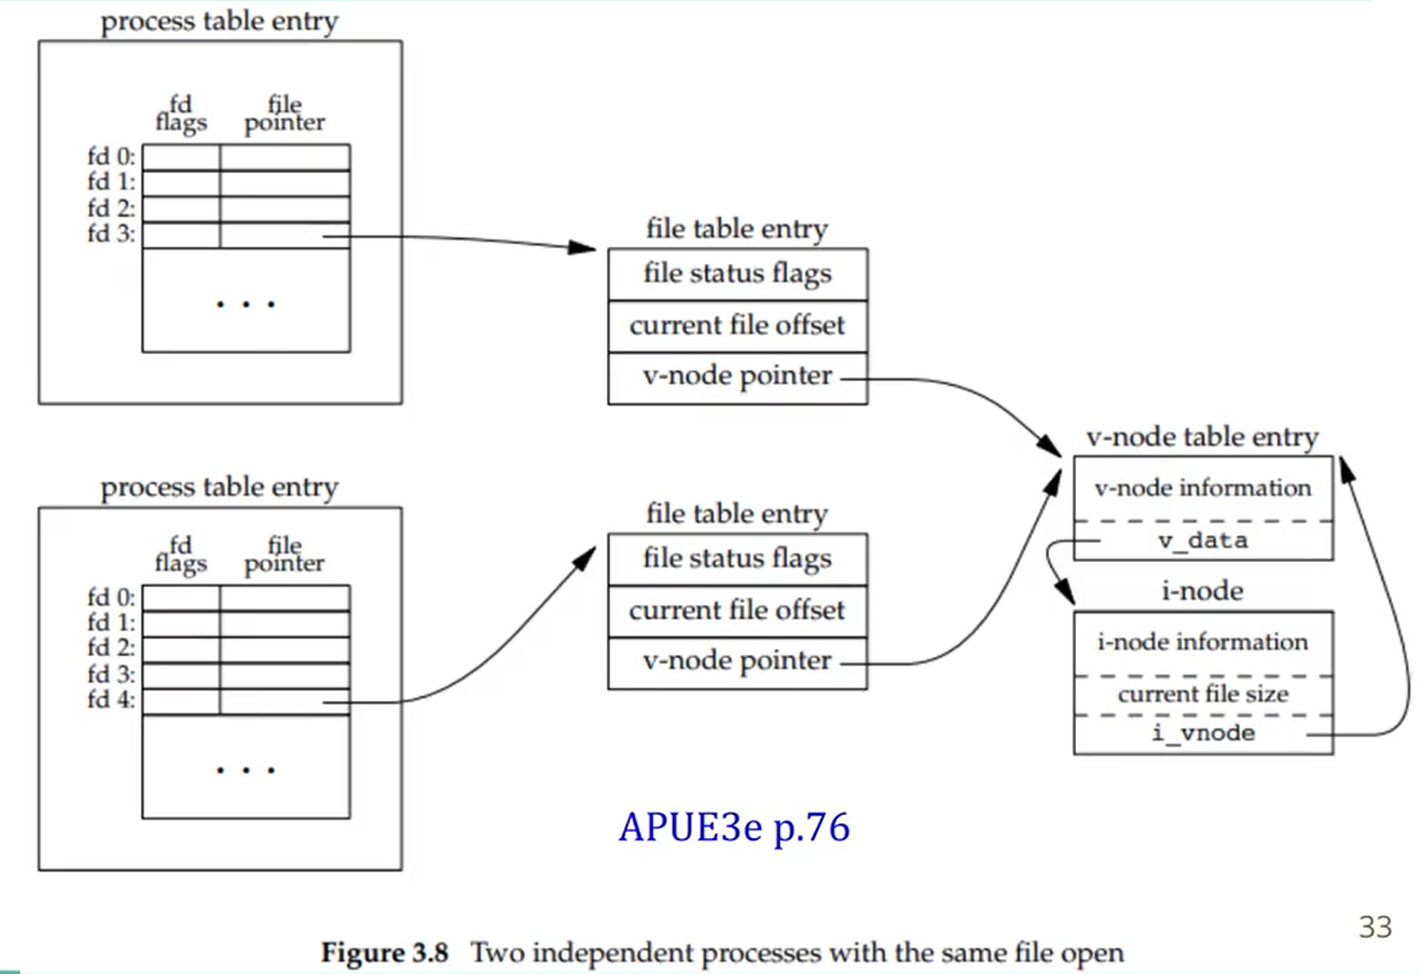 process table entry
fd
flags
file
pointer
fd 0:
fd 1:
fd 2:
fd 3:
. . .
file table entry
file status flags
current file offset
v-node pointer
v-node table entry
v-node information
v_data
i-node
i-node information
current file size
i_vnode
process table entry
fd
flags
file
pointer
fd 0:
fd 1:
fd 2:
fd 3:
fd 4:
. . .
file table entry
file status flags
current file offset
v-node pointer
APUE3e p.76
33
Figure 3.8 Two independent processes with the same file open